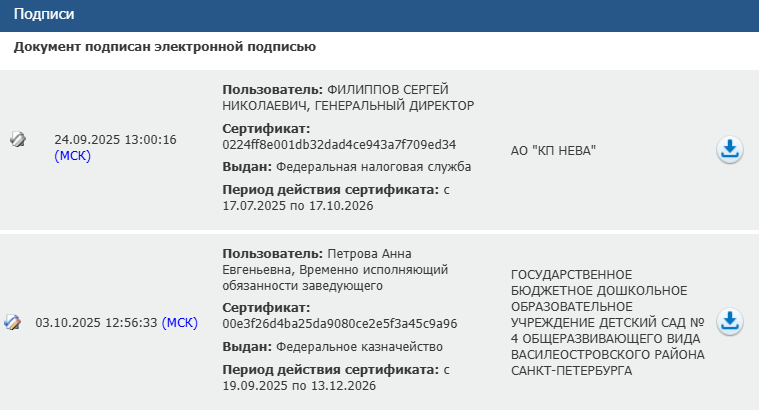 Подписи
Документ подписан электронной подписью
24.09.2025 13:00:16
(МСК)
Пользователь: ФИЛИППОВ СЕРГЕЙ
НИКОЛАЕВИЧ, ГЕНЕРАЛЬНЫЙ ДИРЕКТОР
Сертификат:
0224ff8e001db32dad4ce943a7f709ed34
Выдан: Федеральная налоговая служба
Период действия сертификата: с
17.07.2025 по 17.10.2026
АО "КП НЕВА"
03.10.2025 12:56:33 (МСК)
Пользователь: Петрова Анна
Евгеньевна, Временно исполняющий
обязанности заведующего
Сертификат:
00e3f26d4ba25da9080ce2e5f3a45c9a96
Выдан: Федеральное казначейство
Период действия сертификата: с
19.09.2025 по 13.12.2026
ГОСУДАРСТВЕННОЕ
БЮДЖЕТНОЕ ДОШКОЛЬНОЕ
ОБРАЗОВАТЕЛЬНОЕ
УЧРЕЖДЕНИЕ ДЕТСКИЙ САД №
4 ОБЩЕРАЗВИВАЮЩЕГО ВИДА
ВАСИЛЕОСТРОВСКОГО РАЙОНА
САНКТ-ПЕТЕРБУРГА